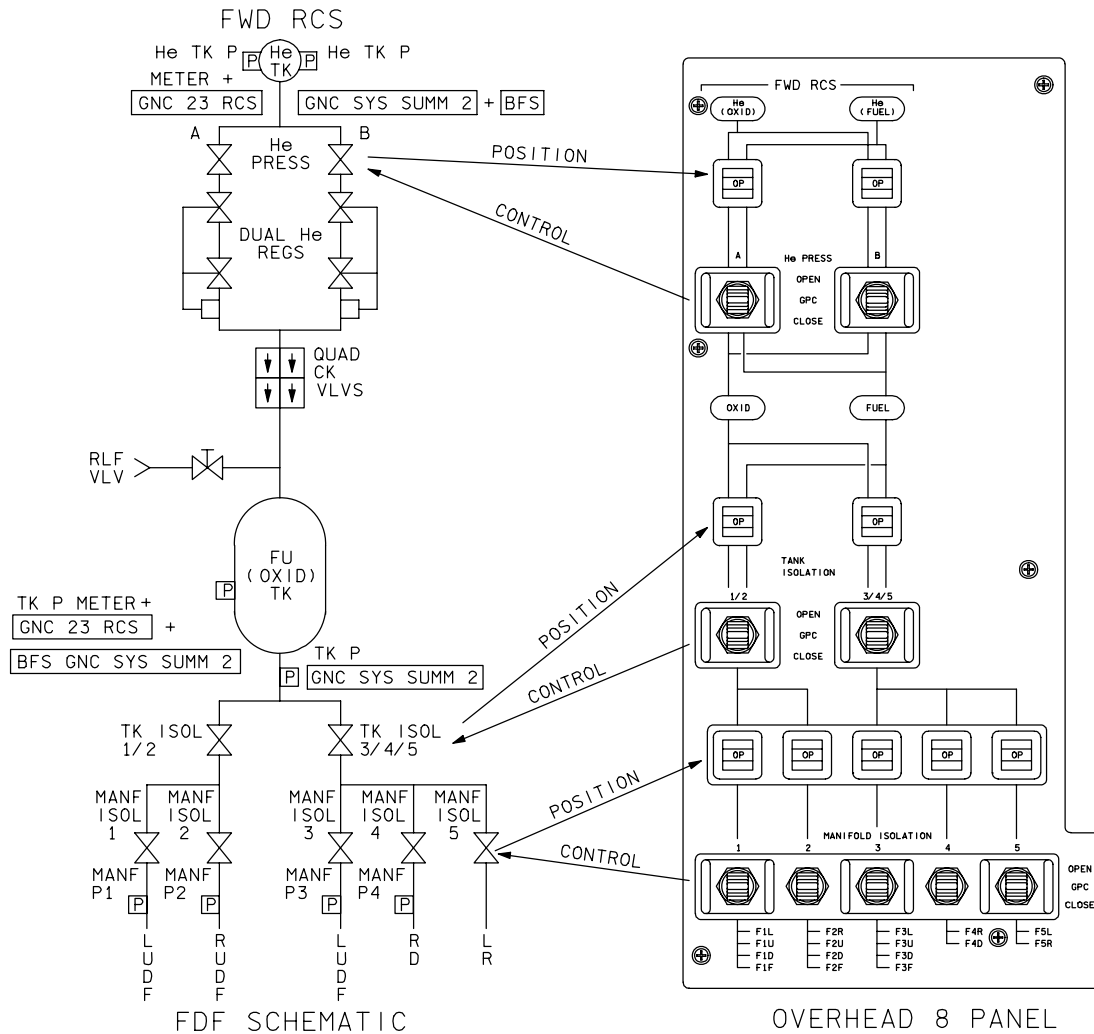 FWD RCS
He TK P
P
He
TK
P
He TK P
METER +
GNC 23 RCS
GNC SYS SUMM 2
+
BFS
A
B
He
PRESS
DUAL He
REGS
QUAD
CK
VLVS
RLF
VLV
FU
(OXID)
TK
P
TK P METER +
GNC 23 RCS
+
BFS GNC SYS SUMM 2
P
TK P
GNC SYS SUMM 2
TK ISOL
1/2
TK ISOL
3/4/5
MANF
ISOL
1
MANF
ISOL
2
MANF
ISOL
3
MANF
ISOL
4
MANF
ISOL
5
MANF
P1
P
MANF
P2
P
MANF
P3
P
MANF
P4
P
L
U
D
F
R
U
D
F
L
U
D
F
R
D
L
R
FDF SCHEMATIC
POSITION
CONTROL
POSITION
CONTROL
POSITION
CONTROL
FWD RCS
He
(OXID)
He
(FUEL)
OP
OP
A
He PRESS
B
OPEN
GPC
CLOSE
OXID
FUEL
OP
OP
TANK
ISOLATION
1/2
3/4/5
OPEN
GPC
CLOSE
OP
OP
OP
OP
OP
MANIFOLD ISOLATION
1
2
3
4
5
OPEN
GPC
CLOSE
F1L
F1U
F1D
F1F
F2R
F2U
F2D
F2F
F3L
F3U
F3D
F3F
F4R
F4D
F5L
F5R
OVERHEAD 8 PANEL